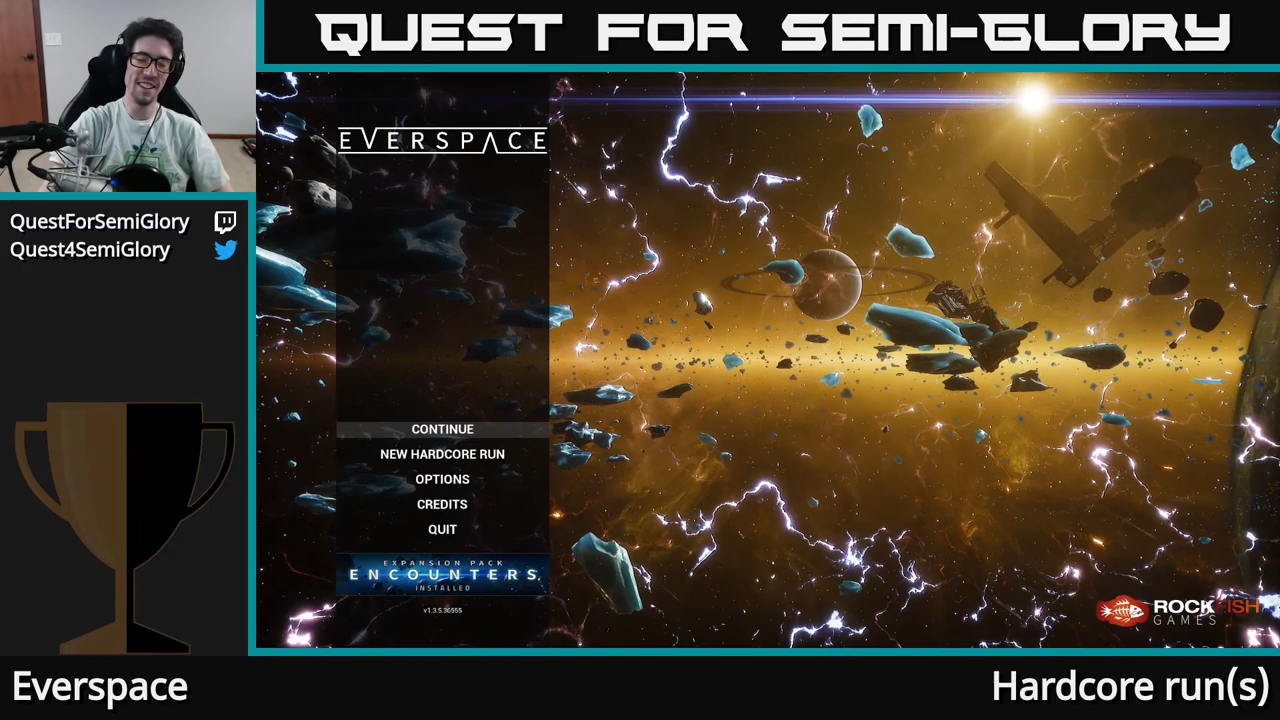 QUEST FOR SEMI-GLORY
QuestForSemiGlory
Quest4SemiGlory
EVERSPACE
CONTINUE
NEW HARDCORE RUN
OPTIONS
CREDITS
QUIT
EXPANSION PACK
ENCOUNTERS
INSTALLED
v1.3.5.36555
ROCKFISH
GAMES
Everspace
Hardcore run(s)